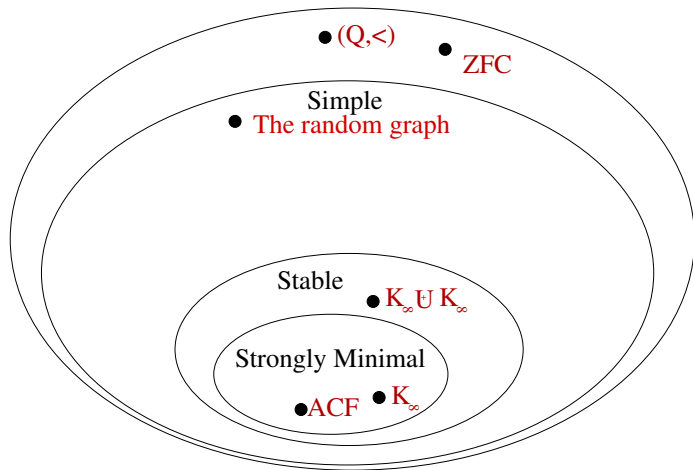 (Q,<)
ZFC
Simple
The random graph
Stable
K∞ ⊎ K∞
Strongly Minimal
ACF
K∞